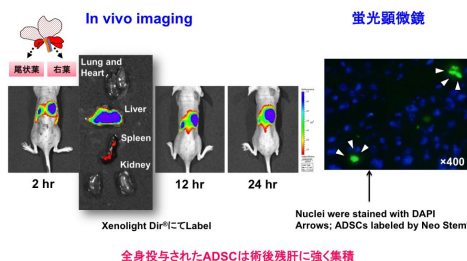 In vivo imaging
蛍光顕微鏡
尾状葉
右葉
Lung and
Heart
Liver
Spleen
Kidney
2 hr
12 hr
24 hr
×400
Xenolight Dir®にてLabel
Nuclei were stained with DAPI
Arrows; ADSCs labeled by Neo Stem
全身投与されたADSCは術後残肝に強く集積